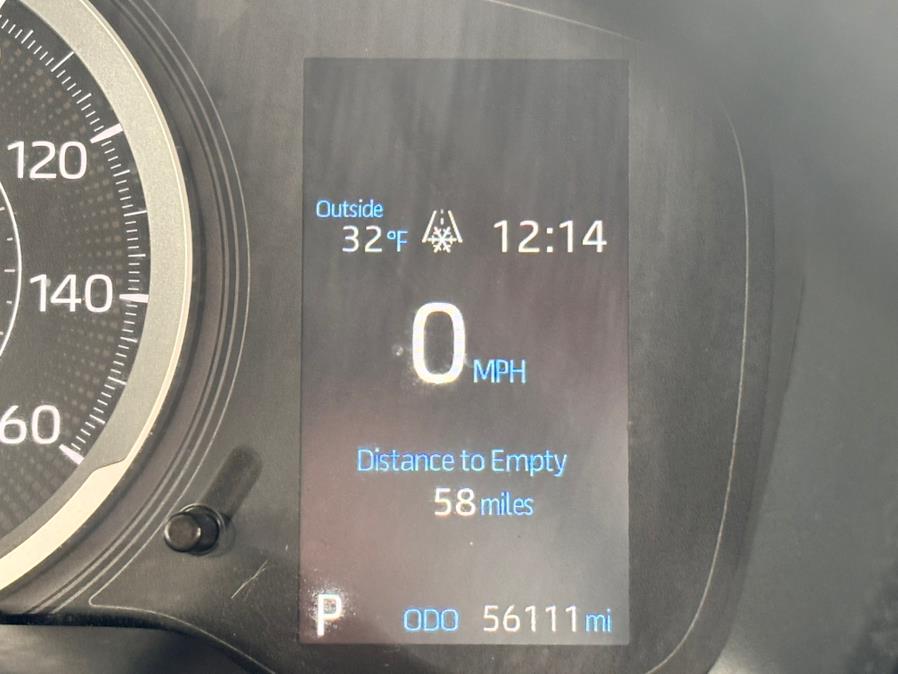 120
140
60
Outside
32°F 12:14
0 MPH
Distance to Empty
58 miles
P ODO 56111 mi